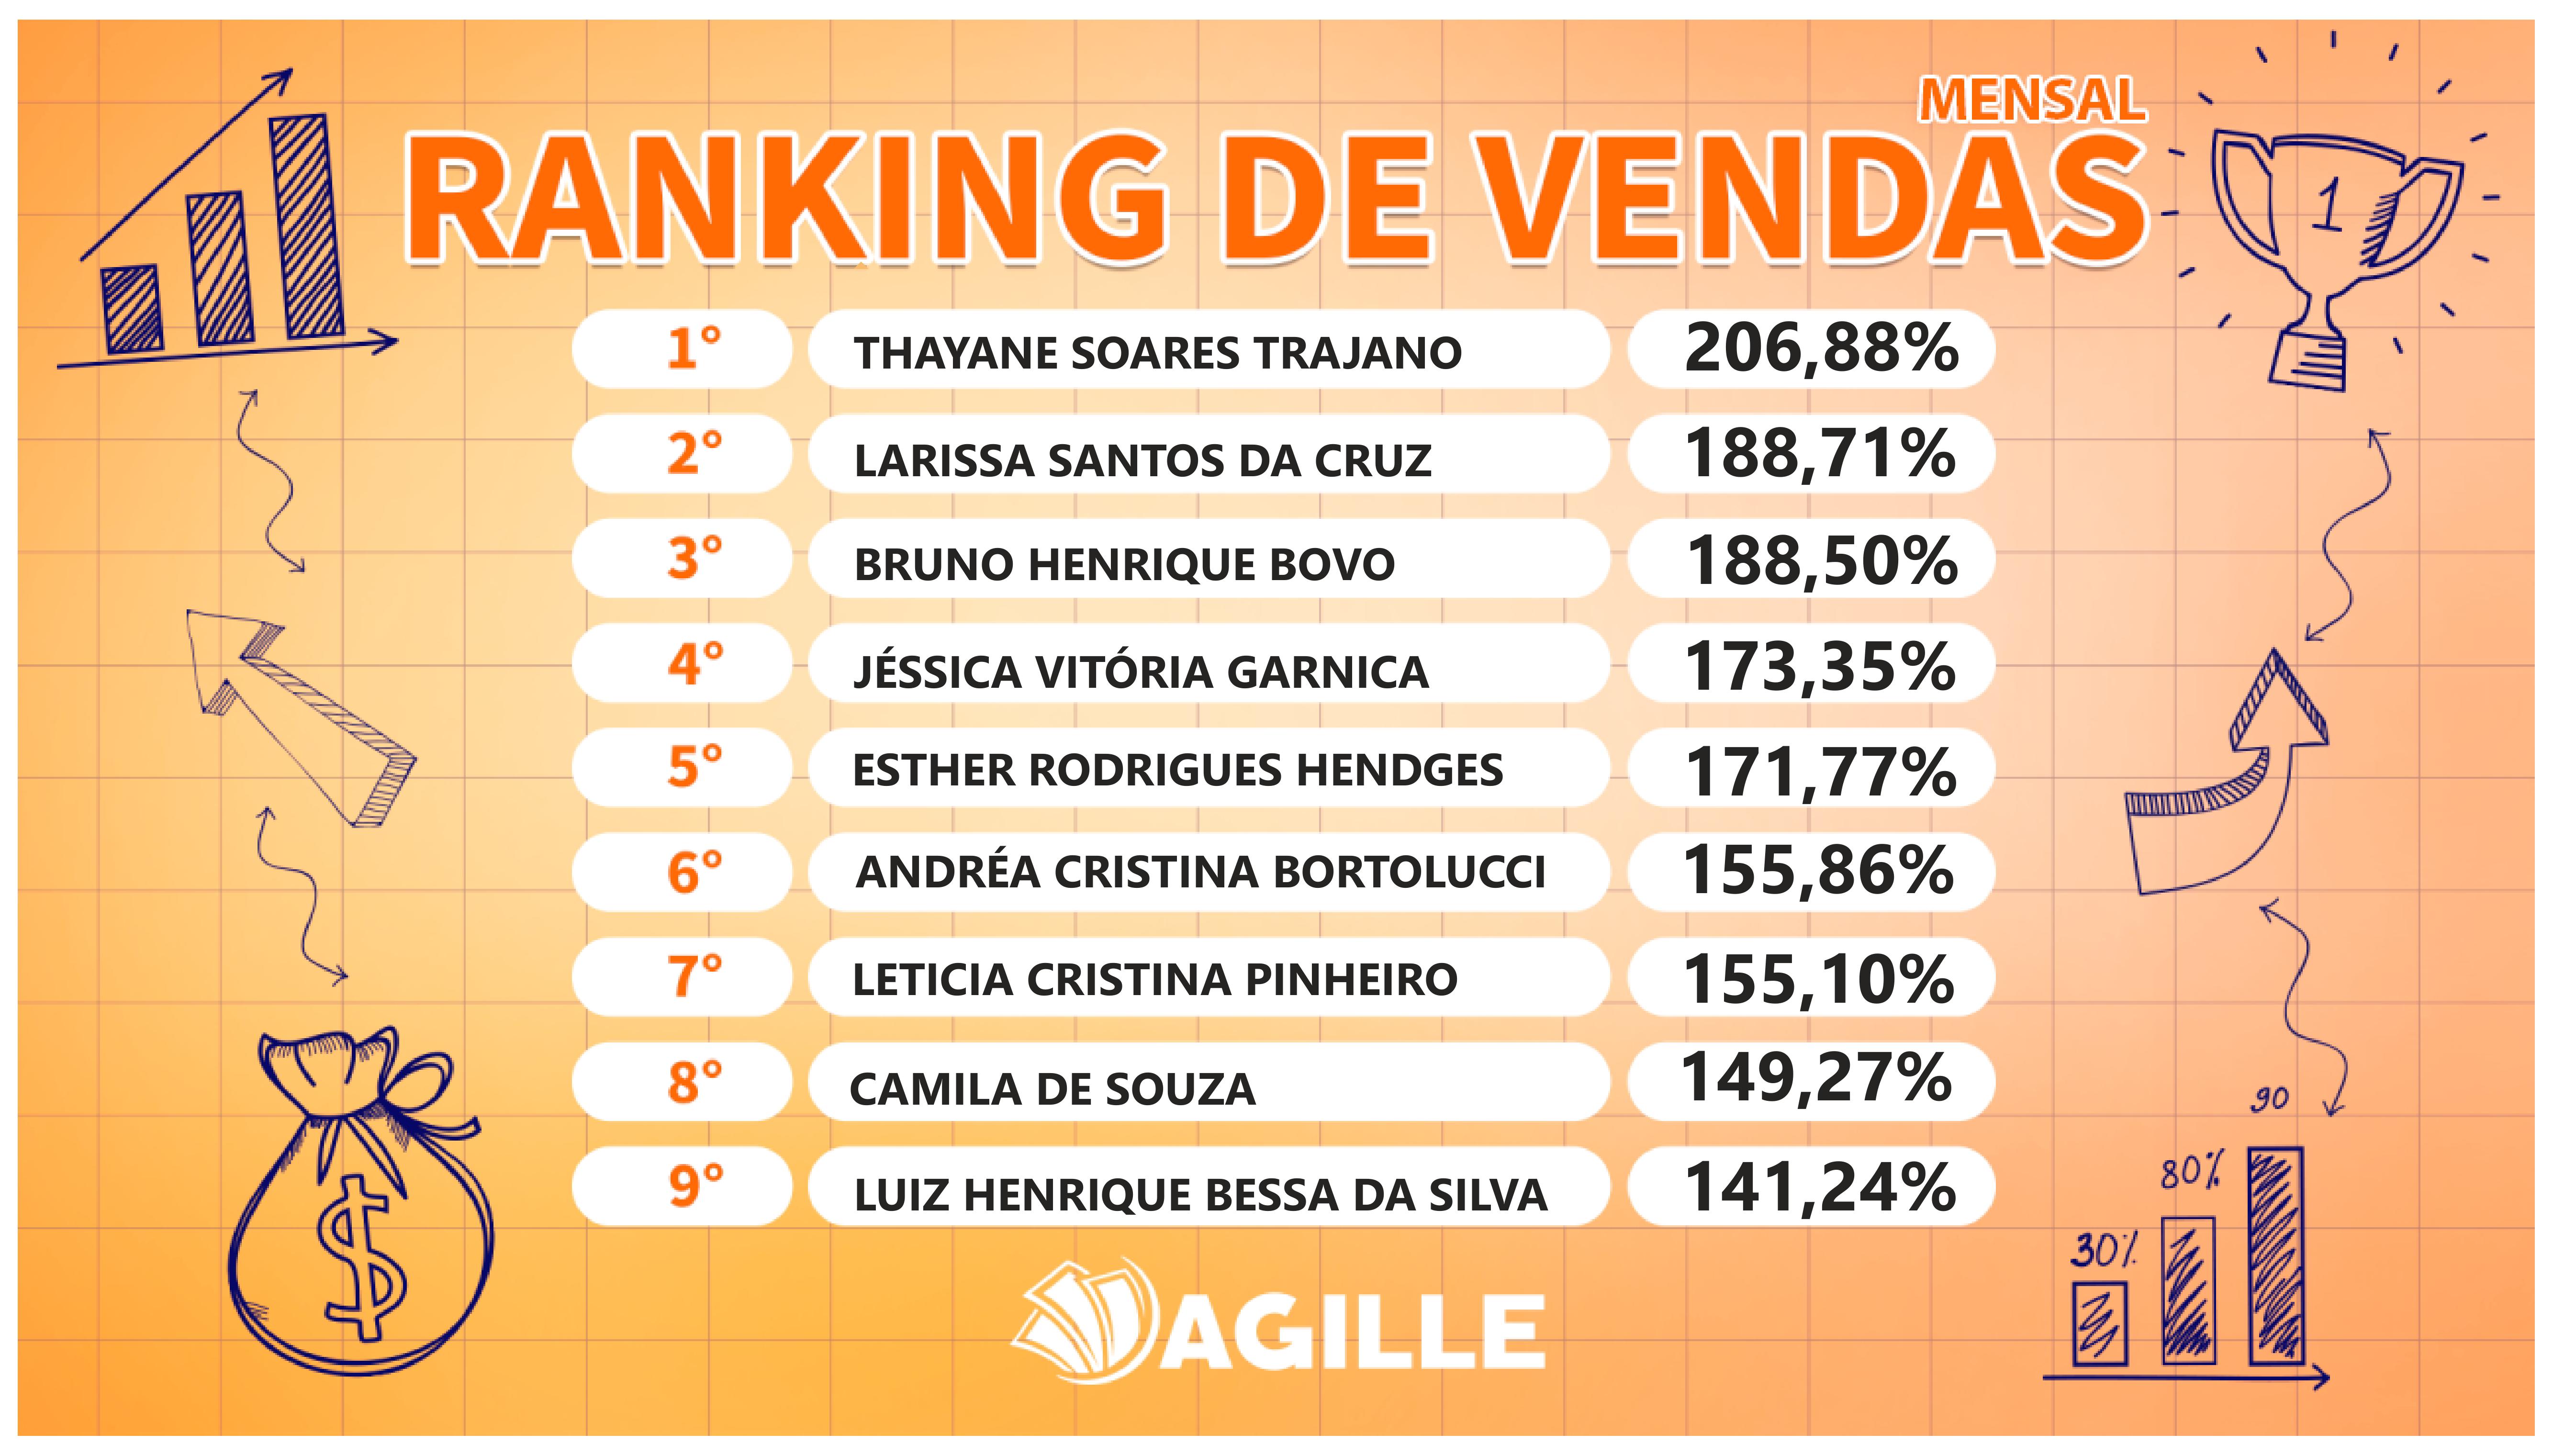 MENSAL
RANKING DE VENDAS
1
1° THAYANE SOARES TRAJANO 206,88%
2° LARISSA SANTOS DA CRUZ 188,71%
3° BRUNO HENRIQUE BOVO 188,50%
4° JÉSSICA VITÓRIA GARNICA 173,35%
5° ESTHER RODRIGUES HENDGES 171,77%
6° ANDRÉA CRISTINA BORTOLUCCI 155,86%
7° LETICIA CRISTINA PINHEIRO 155,10%
8° CAMILA DE SOUZA 149,27%
9° LUIZ HENRIQUE BESSA DA SILVA 141,24%
$
30%
80%
90
AGILLE